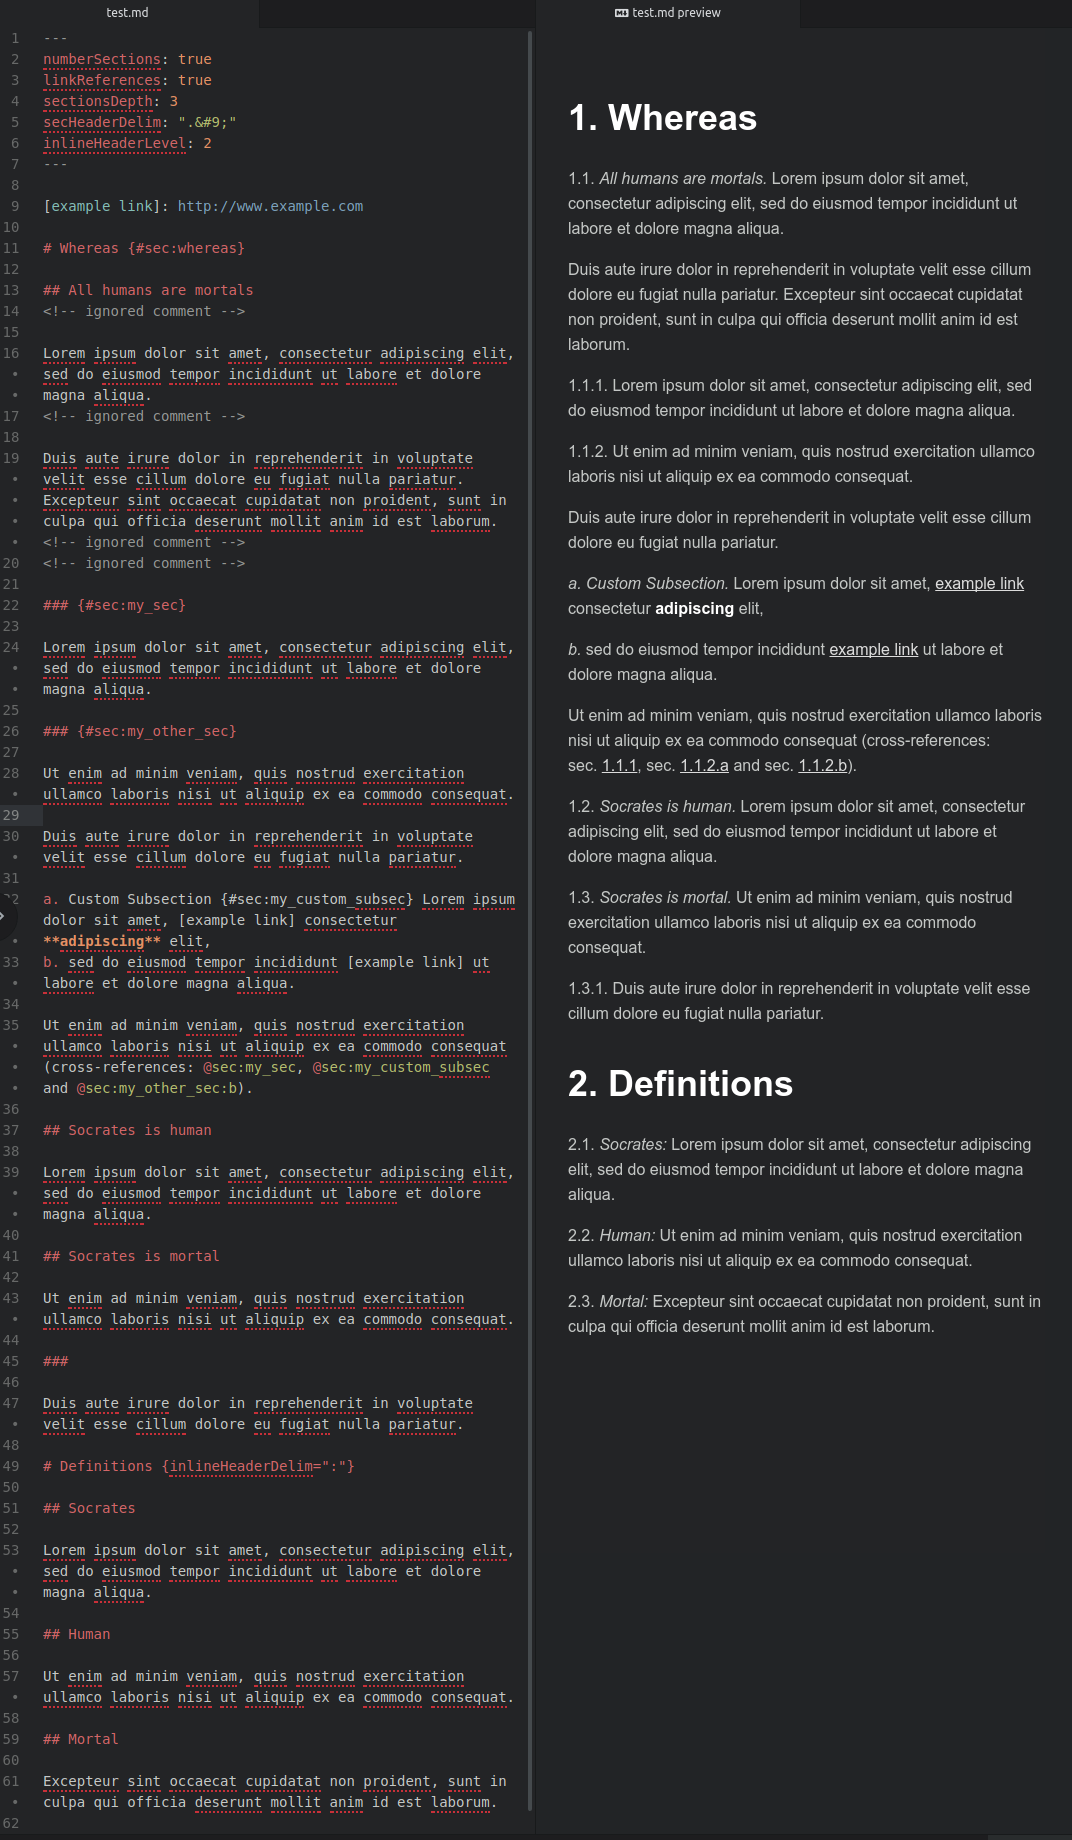 test.md
1 ---
2 numberSections: true
3 linkReferences: true
4 sectionsDepth: 3
5 secHeaderDelim: ".&#9;"
6 inlineHeaderLevel: 2
7 ---
8
9 [example link]: http://www.example.com
10
11 # Whereas {#sec:whereas}
12
13 ## All humans are mortals
14 <!-- ignored comment -->
15
16 Lorem ipsum dolor sit amet, consectetur adipiscing elit,
• sed do eiusmod tempor incididunt ut labore et dolore
• magna aliqua.
17 <!-- ignored comment -->
18
19 Duis aute irure dolor in reprehenderit in voluptate
• velit esse cillum dolore eu fugiat nulla pariatur.
• Excepteur sint occaecat cupidatat non proident, sunt in
• culpa qui officia deserunt mollit anim id est laborum.
• <!-- ignored comment -->
20 <!-- ignored comment -->
21
22 ### {#sec:my_sec}
23
24 Lorem ipsum dolor sit amet, consectetur adipiscing elit,
• sed do eiusmod tempor incididunt ut labore et dolore
• magna aliqua.
25
26 ### {#sec:my_other_sec}
27
28 Ut enim ad minim veniam, quis nostrud exercitation
• ullamco laboris nisi ut aliquip ex ea commodo consequat.
29
30 Duis aute irure dolor in reprehenderit in voluptate
• velit esse cillum dolore eu fugiat nulla pariatur.
31
32 a. Custom Subsection {#sec:my_custom_subsec} Lorem ipsum
dolor sit amet, [example link] consectetur
• **adipiscing** elit,
33 b. sed do eiusmod tempor incididunt [example link] ut
• labore et dolore magna aliqua.
34
35 Ut enim ad minim veniam, quis nostrud exercitation
• ullamco laboris nisi ut aliquip ex ea commodo consequat
• (cross-references: @sec:my_sec, @sec:my_custom_subsec
• and @sec:my_other_sec:b).
36
37 ## Socrates is human
38
39 Lorem ipsum dolor sit amet, consectetur adipiscing elit,
• sed do eiusmod tempor incididunt ut labore et dolore
• magna aliqua.
40
41 ## Socrates is mortal
42
43 Ut enim ad minim veniam, quis nostrud exercitation
• ullamco laboris nisi ut aliquip ex ea commodo consequat.
44
45 ###
46
47 Duis aute irure dolor in reprehenderit in voluptate
• velit esse cillum dolore eu fugiat nulla pariatur.
48
49 # Definitions {inlineHeaderDelim=":"}
50
51 ## Socrates
52
53 Lorem ipsum dolor sit amet, consectetur adipiscing elit,
• sed do eiusmod tempor incididunt ut labore et dolore
• magna aliqua.
54
55 ## Human
56
57 Ut enim ad minim veniam, quis nostrud exercitation
• ullamco laboris nisi ut aliquip ex ea commodo consequat.
58
59 ## Mortal
60
61 Excepteur sint occaecat cupidatat non proident, sunt in
• culpa qui officia deserunt mollit anim id est laborum.
62
test.md preview
1. Whereas
1.1. All humans are mortals. Lorem ipsum dolor sit amet,
consectetur adipiscing elit, sed do eiusmod tempor incididunt ut
labore et dolore magna aliqua.
Duis aute irure dolor in reprehenderit in voluptate velit esse cillum
dolore eu fugiat nulla pariatur. Excepteur sint occaecat cupidatat
non proident, sunt in culpa qui officia deserunt mollit anim id est
laborum.
1.1.1. Lorem ipsum dolor sit amet, consectetur adipiscing elit, sed
do eiusmod tempor incididunt ut labore et dolore magna aliqua.
1.1.2. Ut enim ad minim veniam, quis nostrud exercitation ullamco
laboris nisi ut aliquip ex ea commodo consequat.
Duis aute irure dolor in reprehenderit in voluptate velit esse cillum
dolore eu fugiat nulla pariatur.
a. Custom Subsection. Lorem ipsum dolor sit amet, example link
consectetur adipiscing elit,
b. sed do eiusmod tempor incididunt example link ut labore et
dolore magna aliqua.
Ut enim ad minim veniam, quis nostrud exercitation ullamco laboris
nisi ut aliquip ex ea commodo consequat (cross-references:
sec. 1.1.1, sec. 1.1.2.a and sec. 1.1.2.b).
1.2. Socrates is human. Lorem ipsum dolor sit amet, consectetur
adipiscing elit, sed do eiusmod tempor incididunt ut labore et
dolore magna aliqua.
1.3. Socrates is mortal. Ut enim ad minim veniam, quis nostrud
exercitation ullamco laboris nisi ut aliquip ex ea commodo
consequat.
1.3.1. Duis aute irure dolor in reprehenderit in voluptate velit esse
cillum dolore eu fugiat nulla pariatur.
2. Definitions
2.1. Socrates: Lorem ipsum dolor sit amet, consectetur adipiscing
elit, sed do eiusmod tempor incididunt ut labore et dolore magna
aliqua.
2.2. Human: Ut enim ad minim veniam, quis nostrud exercitation
ullamco laboris nisi ut aliquip ex ea commodo consequat.
2.3. Mortal: Excepteur sint occaecat cupidatat non proident, sunt in
culpa qui officia deserunt mollit anim id est laborum.